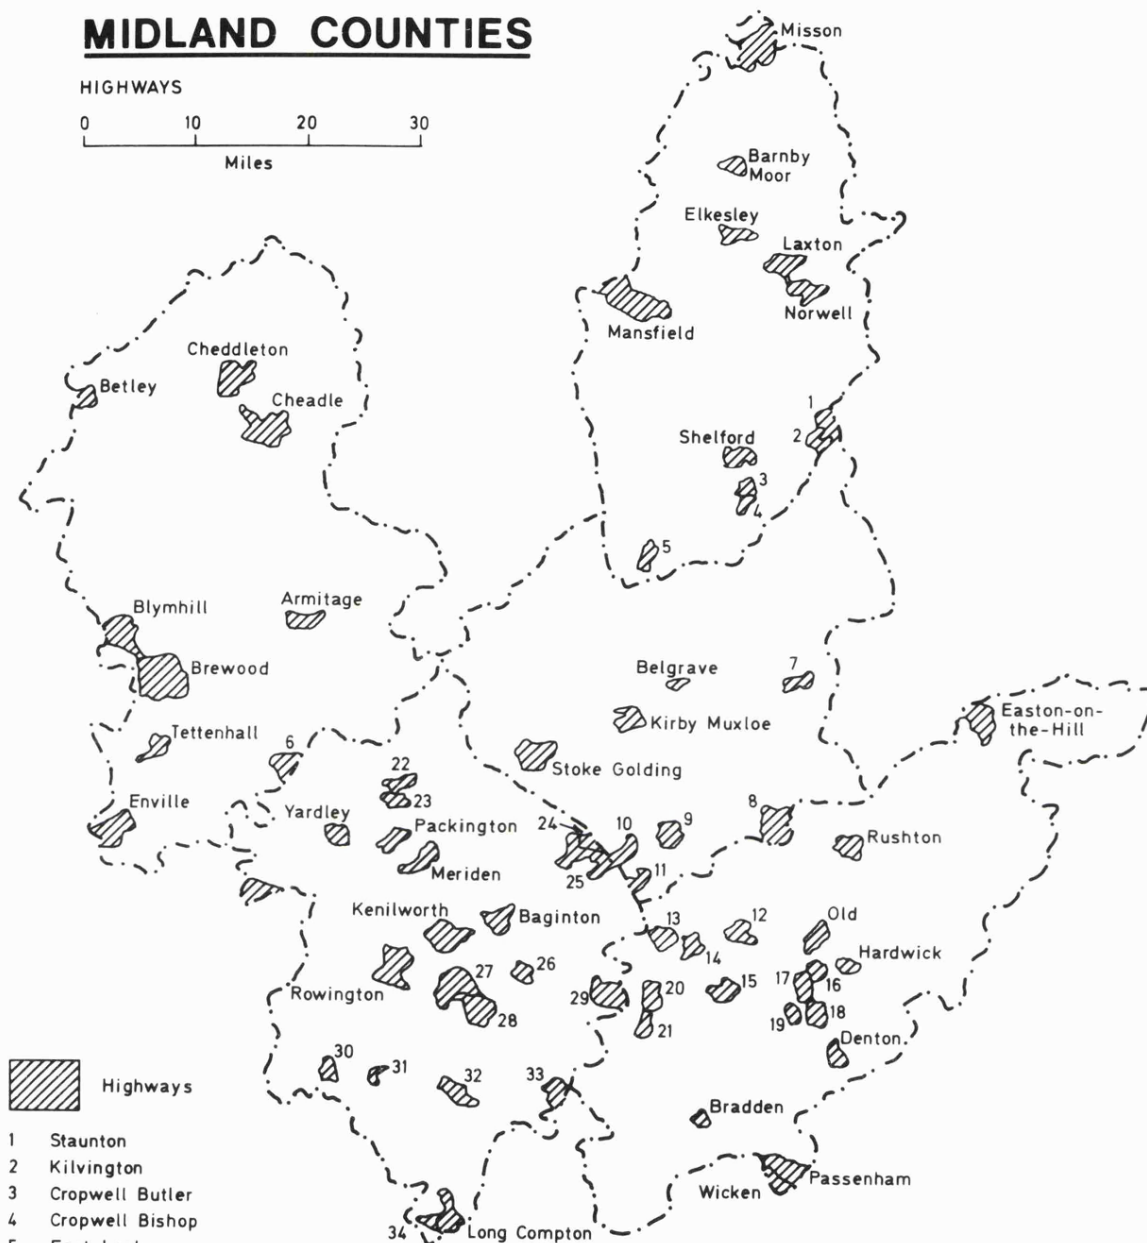 MIDLAND COUNTIES
HIGHWAYS
0 10 20 30
Miles
Misson
Barnby
Moor
Elkesley
Laxton
Norwell
Mansfield
Cheddleton
Betley
Cheadle
1
2
Shelford
3
4
5
Blymhill
Armitage
Brewood
Belgrave
7
Tettenhall
Kirby Muxloe
Easton-on-
the-Hill
6
Stoke Golding
22
23
Enville
Yardley
Packington
Meriden
24
10
9
8
Rushton
25
11
Kenilworth
Baginton
13
14
12
Old
Hardwick
Rowington
27
26
28
29
20
21
15
17
16
19
18
Denton
30
31
32
33
Bradden
Wicken
Passenham
34
Long Compton
Highways
1 Staunton
2 Kilvington
3 Cropwell Butler
4 Cropwell Bishop